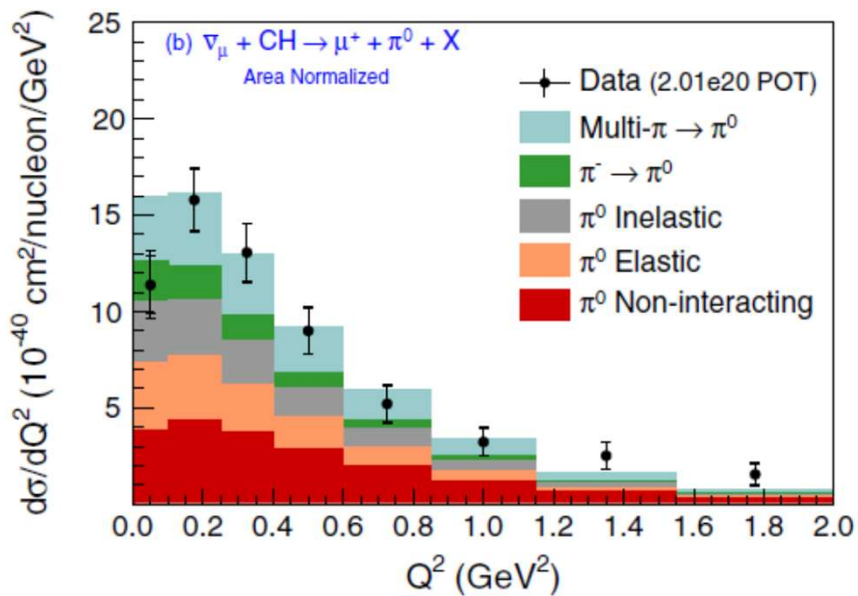 25
20
15
10
5
dσ/dQ² (10⁻⁴⁰ cm²/nucleon/GeV²)
(b) ν̄μ + CH → μ⁺ + π⁰ + X
Area Normalized
Data (2.01e20 POT)
Multi-π → π⁰
π⁻ → π⁰
π⁰ Inelastic
π⁰ Elastic
π⁰ Non-interacting
0.0 0.2 0.4 0.6 0.8 1.0 1.2 1.4 1.6 1.8 2.0
Q² (GeV²)